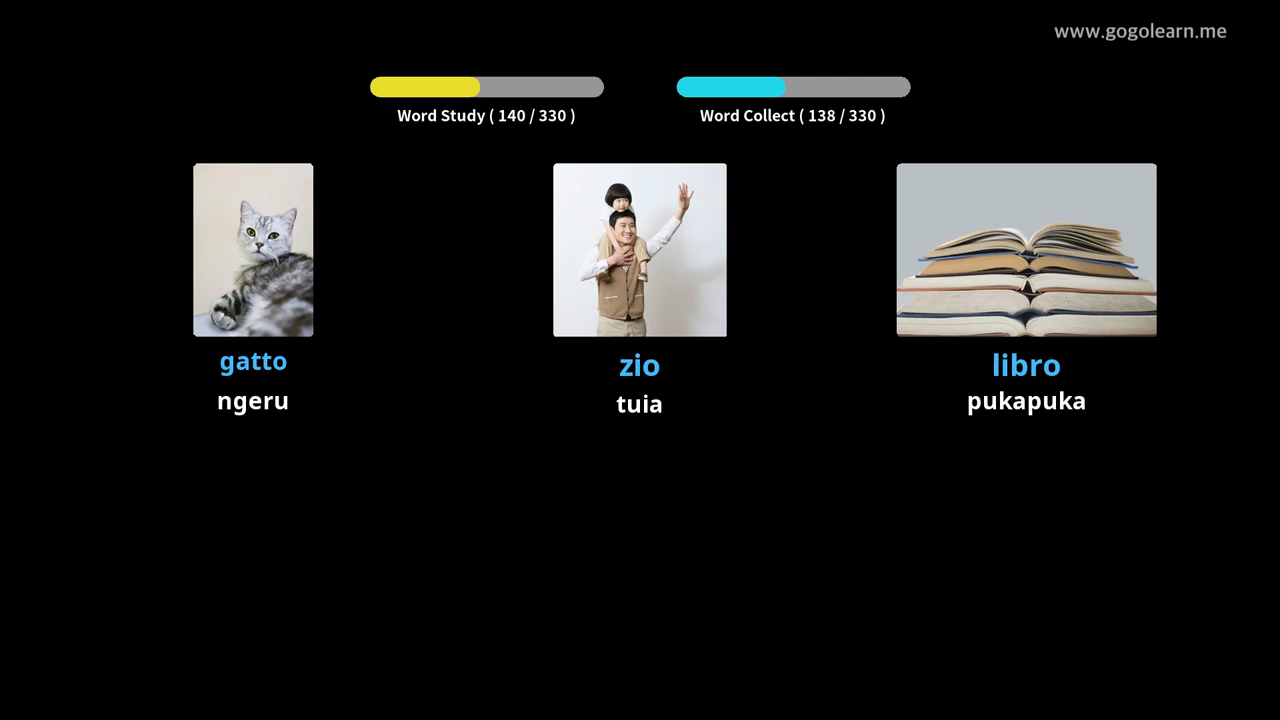 www.gogolearn.me
Word Study ( 140 / 330 )
Word Collect ( 138 / 330 )
gatto
ngeru
zio
tuia
libro
pukapuka